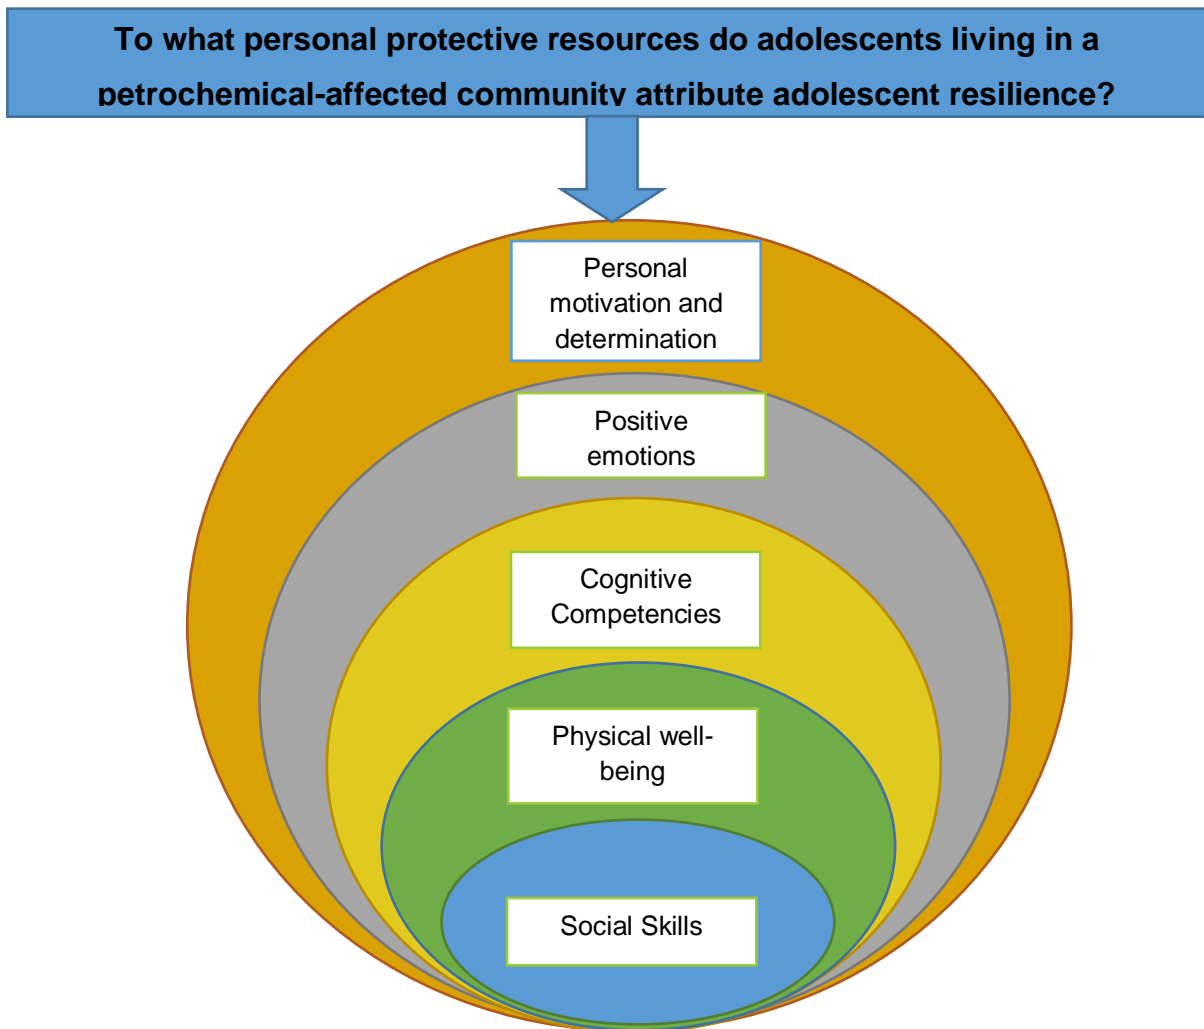 To what personal protective resources do adolescents living in a
petrochemical-affected community attribute adolescent resilience?
Personal
motivation and
determination
Positive
emotions
Cognitive
Competencies
Physical well-
being
Social Skills